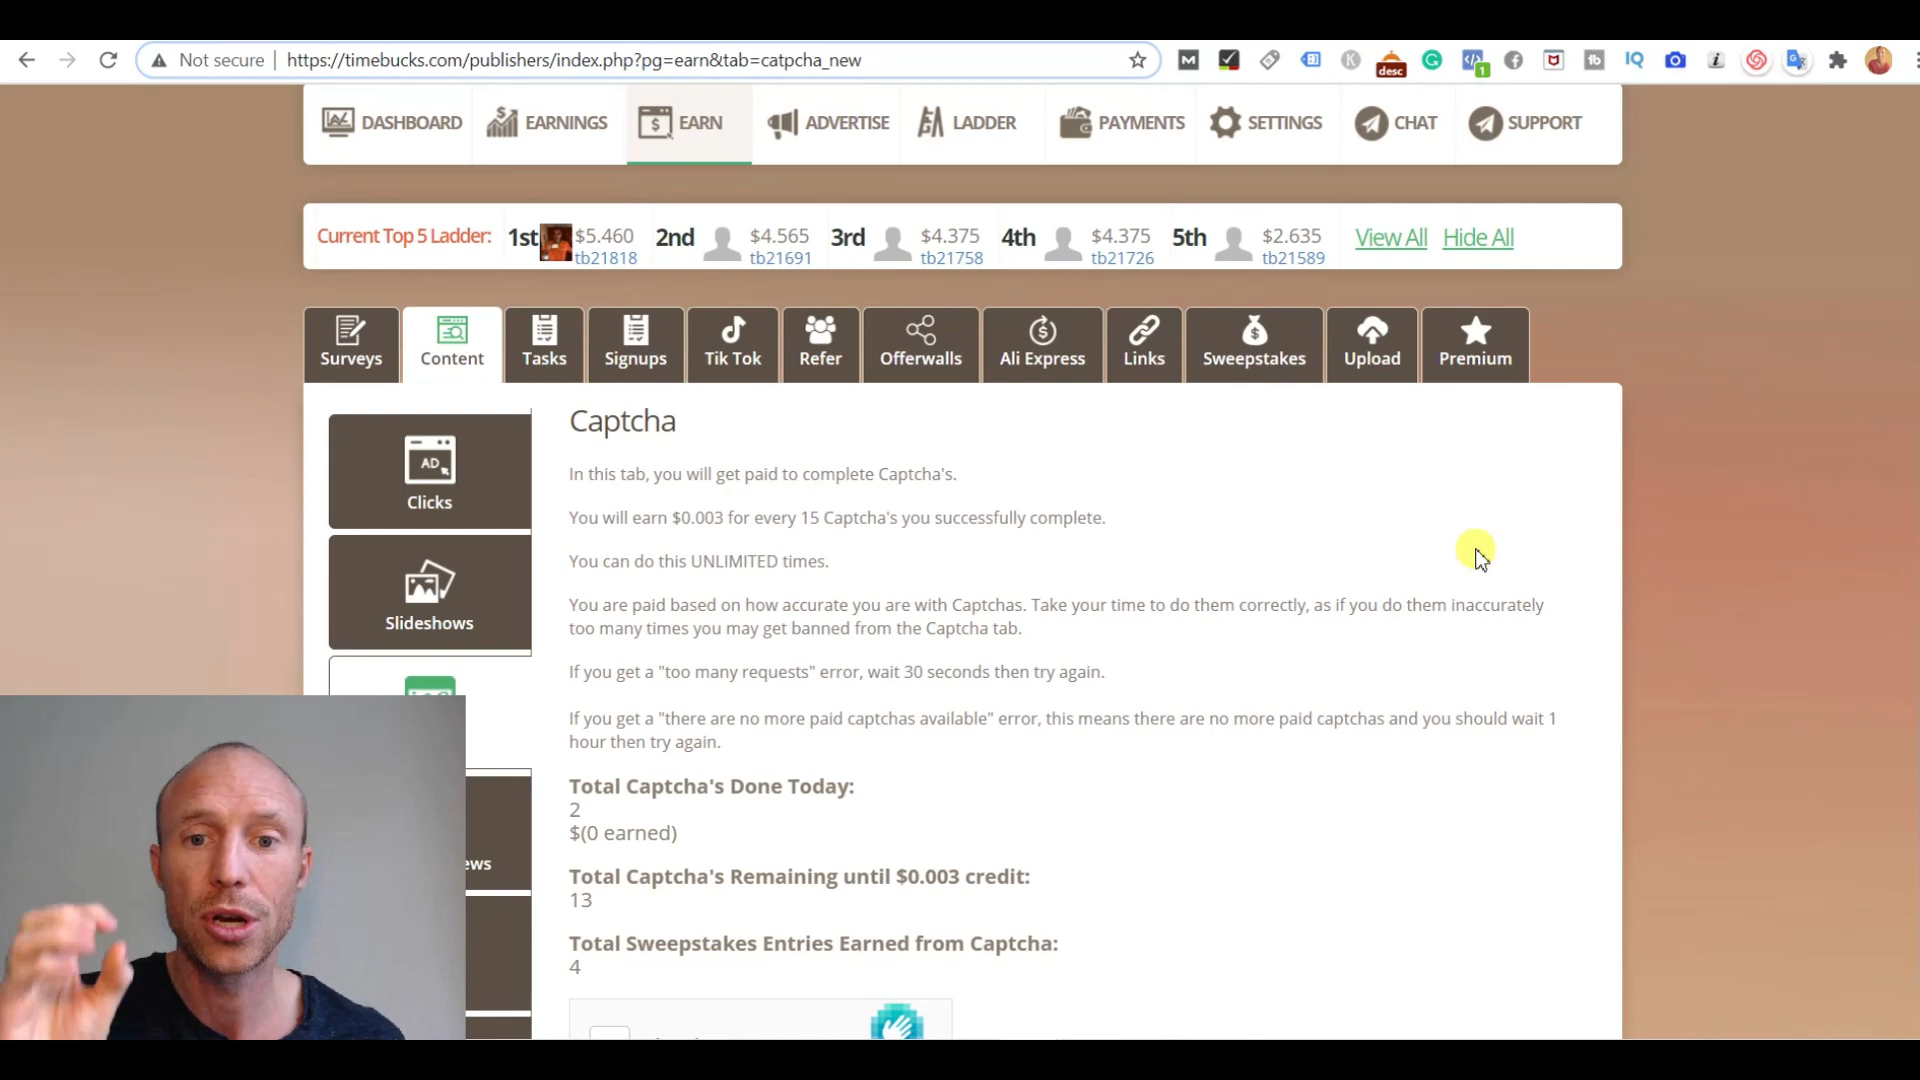 Not secure
https://timebucks.com/publishers/index.php?pg=earn&tab=catpcha_new
desc
1
IQ
DASHBOARD
EARNINGS
EARN
ADVERTISE
LADDER
PAYMENTS
SETTINGS
CHAT
SUPPORT
Current Top 5 Ladder:
1st $5.460 tb21818
2nd $4.565 tb21691
3rd $4.375 tb21758
4th $4.375 tb21726
5th $2.635 tb21589
View All
Hide All
Surveys
Content
Tasks
Signups
Tik Tok
Refer
Offerwalls
Ali Express
Links
Sweepstakes
Upload
Premium
AD
Clicks
Slideshows
ews
Captcha
In this tab, you will get paid to complete Captcha's.
You will earn $0.003 for every 15 Captcha's you successfully complete.
You can do this UNLIMITED times.
You are paid based on how accurate you are with Captchas. Take your time to do them correctly, as if you do them inaccurately
too many times you may get banned from the Captcha tab.
If you get a "too many requests" error, wait 30 seconds then try again.
If you get a "there are no more paid captchas available" error, this means there are no more paid captchas and you should wait 1
hour then try again.
Total Captcha's Done Today:
2
$(0 earned)
Total Captcha's Remaining until $0.003 credit:
13
Total Sweepstakes Entries Earned from Captcha:
4